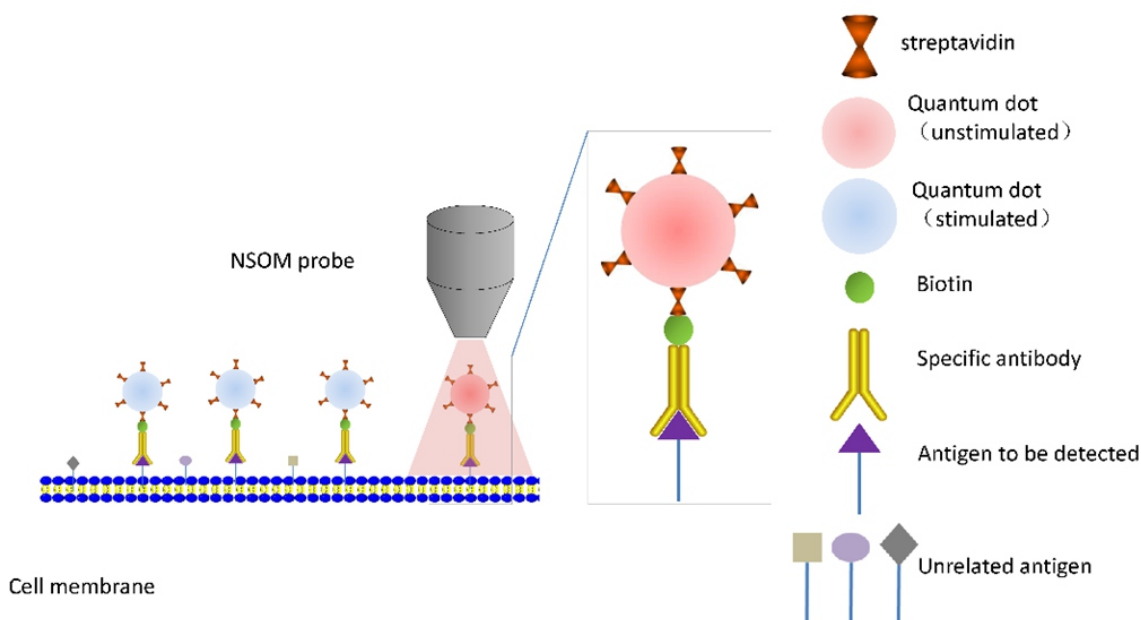 streptavidin
Quantum dot
（unstimulated）
Quantum dot
（stimulated）
NSOM probe
Biotin
Specific antibody
Antigen to be detected
Unrelated antigen
Cell membrane